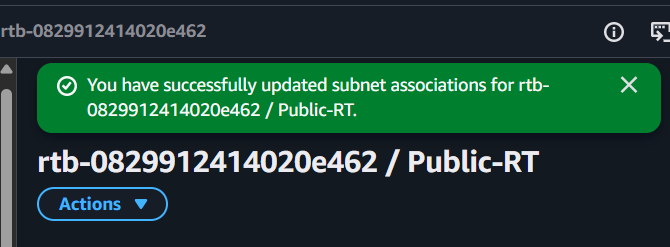 rtb-0829912414020e462
You have successfully updated subnet associations for rtb-
0829912414020e462 / Public-RT.
rtb-0829912414020e462 / Public-RT
Actions